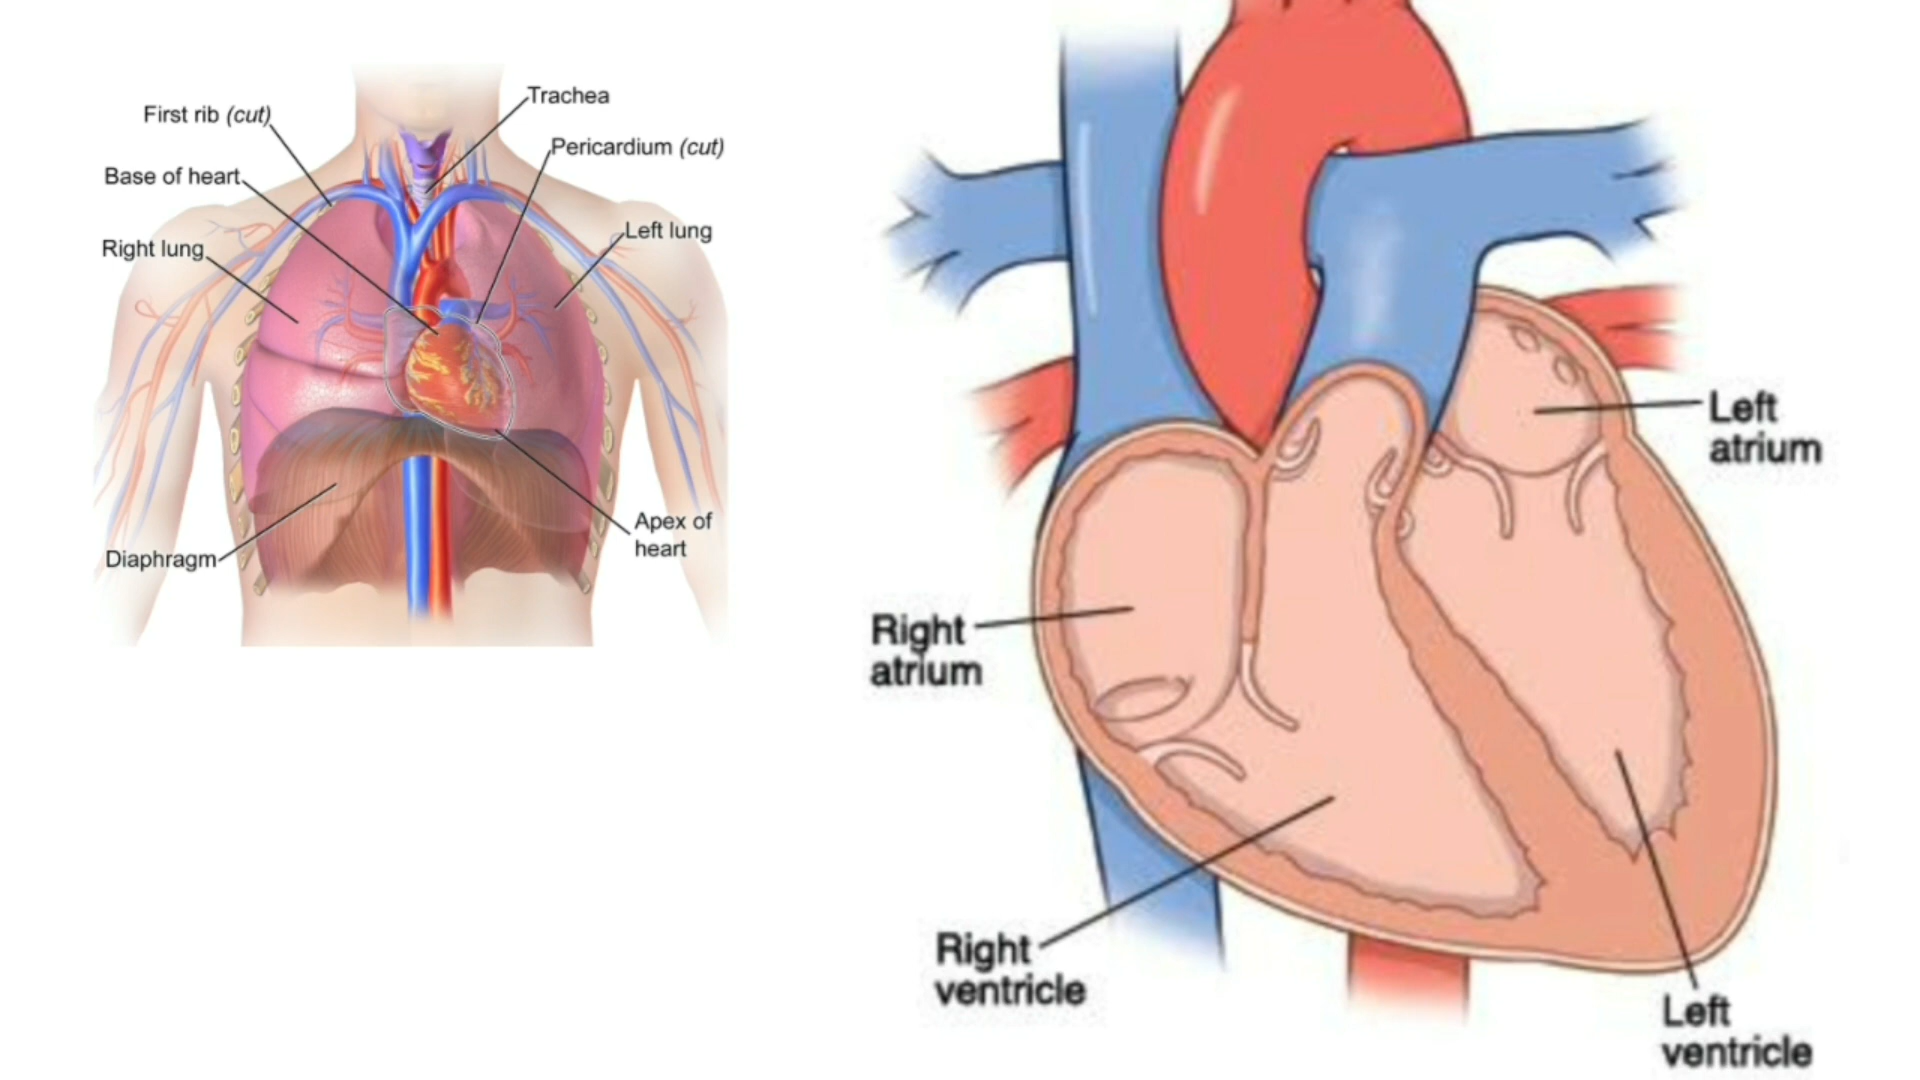 First rib (cut)
Trachea
Pericardium (cut)
Base of heart
Left lung
Right lung
Apex of
heart
Diaphragm
Left
atrium
Right
atrium
Right
ventricle
Left
ventricle